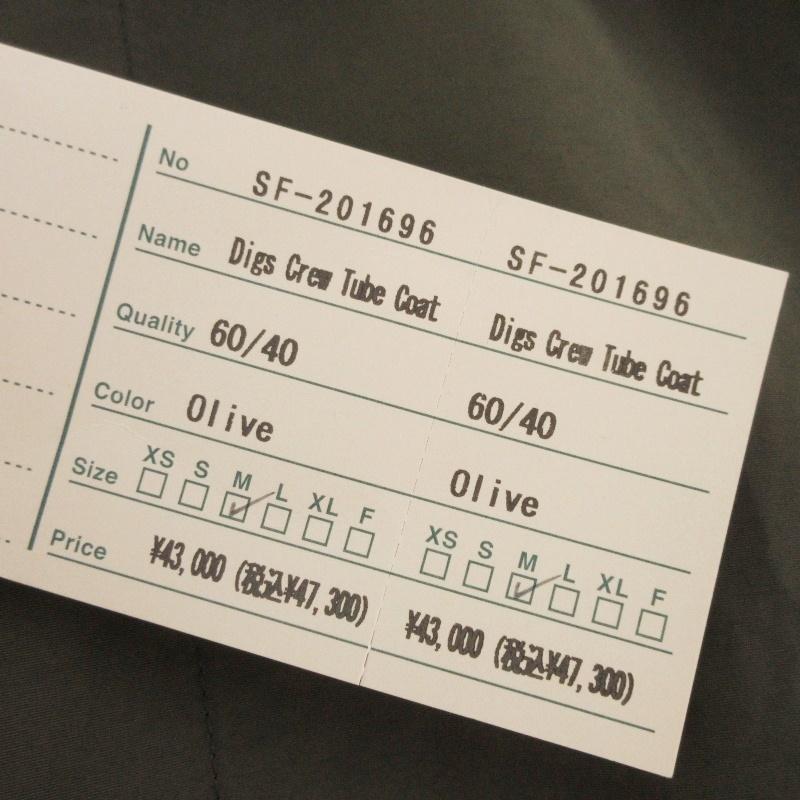 No SF-201696 SF-201696
Name Digs Crew Tube Coat Digs Crew Tube Coat
Quality 60/40 60/40
Color Olive Olive
Size XS S M L XL F XS S M L XL F
Price ¥43,000 (税込¥47,300) ¥43,000 (税込¥47,300)